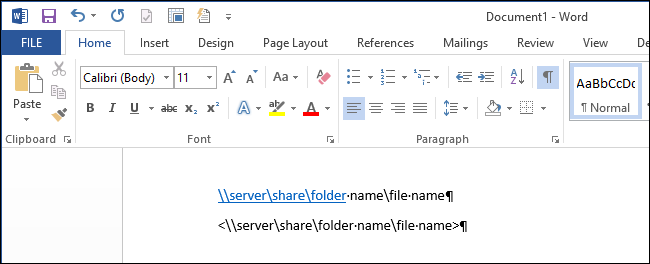 Document1 - Word
FILE Home Insert Design Page Layout References Mailings Review View De
Paste Calibri (Body) 11 A A Aa A AaBbCcDc
B I U abc x₂ x² A ab A ¶ Normal
Clipboard Font Paragraph
\\server\share\folder·name\file·name¶
<\\server\share\folder·name\file·name>¶